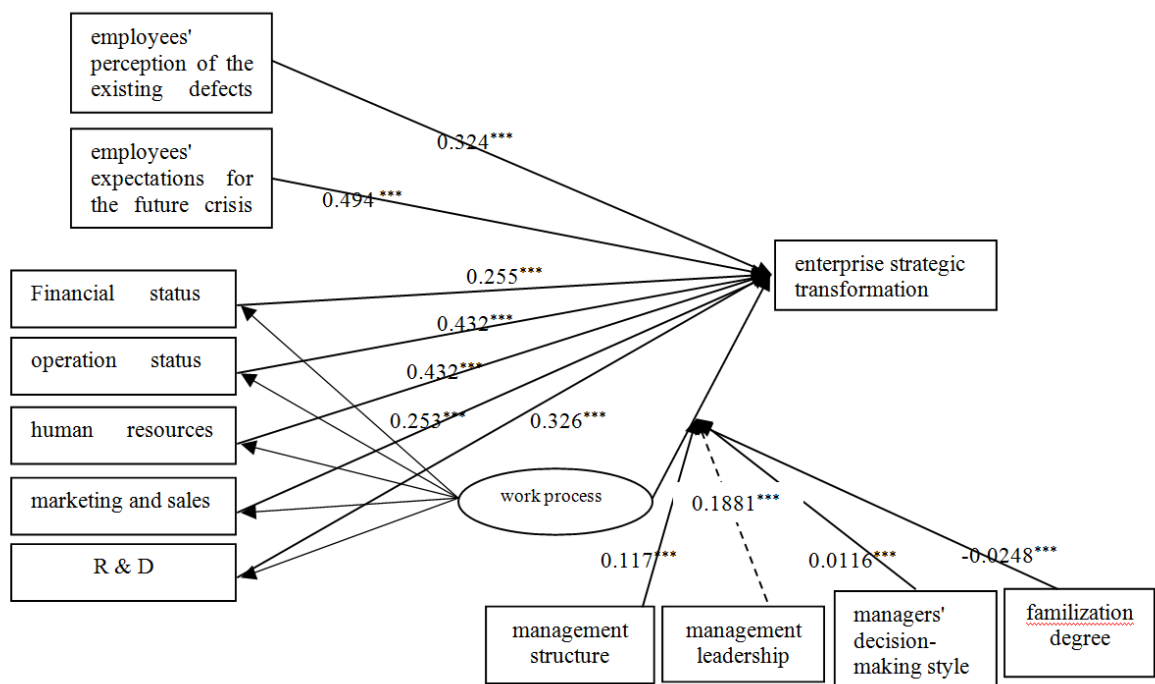 employees'
perception of the
existing defects
0.324***
employees'
expectations for
the future crisis
0.494 ***
enterprise strategic
transformation
Financial status
0.255***
operation status
0.432***
human resources
0.432***
marketing and sales
0.253***
0.326***
R & D
work process
0.1881***
0.117***
0.0116***
-0.0248***
management
structure
management
leadership
managers'
decision-
making style
familization
degree